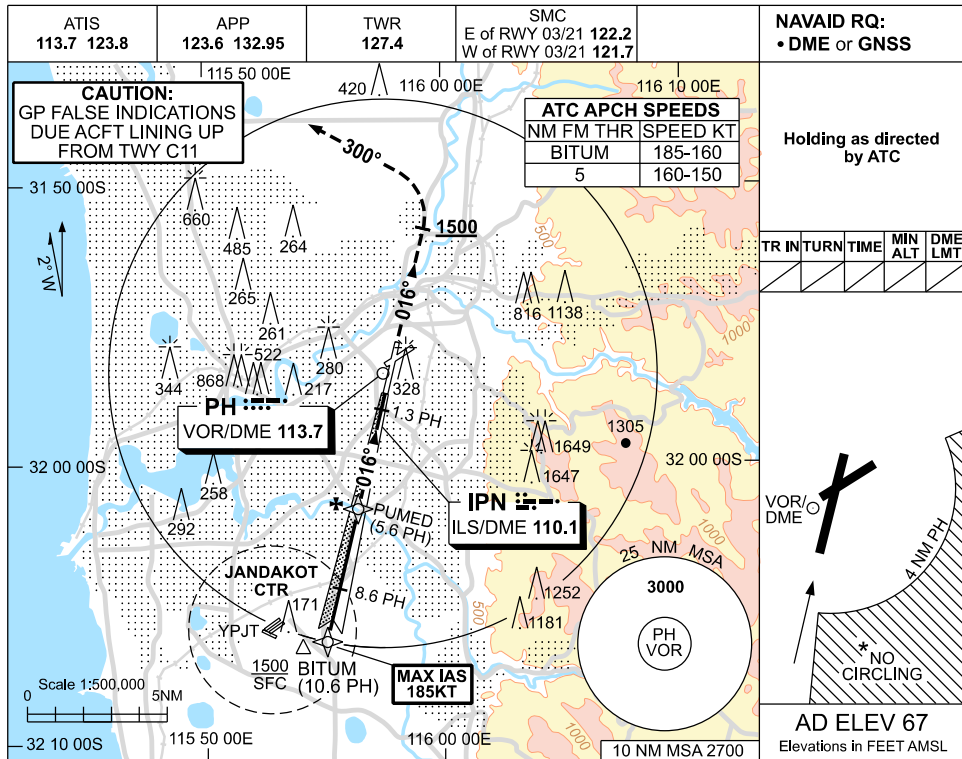 ATIS
113.7 123.8
APP
123.6 132.95
TWR
127.4
SMC
E of RWY 03/21 122.2
W of RWY 03/21 121.7
NAVAID RQ:
• DME or GNSS
115 50 00E
420
116 00 00E
116 10 00E
CAUTION:
GP FALSE INDICATIONS
DUE ACFT LINING UP
FROM TWY C11
ATC APCH SPEEDS
NM FM THR SPEED KT
BITUM 185-160
5 160-150
Holding as directed
by ATC
300°
31 50 00S
660
485
264
1500
500
2° W
TR IN TURN TIME MIN ALT DME LMT
265
261
016°
816
1138
1000
280
522
344
868
217
328
PH
VOR/DME 113.7
1.3 PH
1305
1649
1647
016°
32 00 00S
32 00 00S
258
292
IPN
ILS/DME 110.1
PUMED
(5.6 PH)
VOR/
DME
1000
25 NM MSA
4 NM PH
JANDAKOT
CTR
3000
171
8.6 PH
500
1252
1181
YPJT
PH
VOR
* NO
CIRCLING
1500
SFC
BITUM
(10.6 PH)
MAX IAS
185KT
Scale 1:500,000
0 5NM
1000
AD ELEV 67
Elevations in FEET AMSL
32 10 00S
115 50 00E
116 00 00E
10 NM MSA 2700